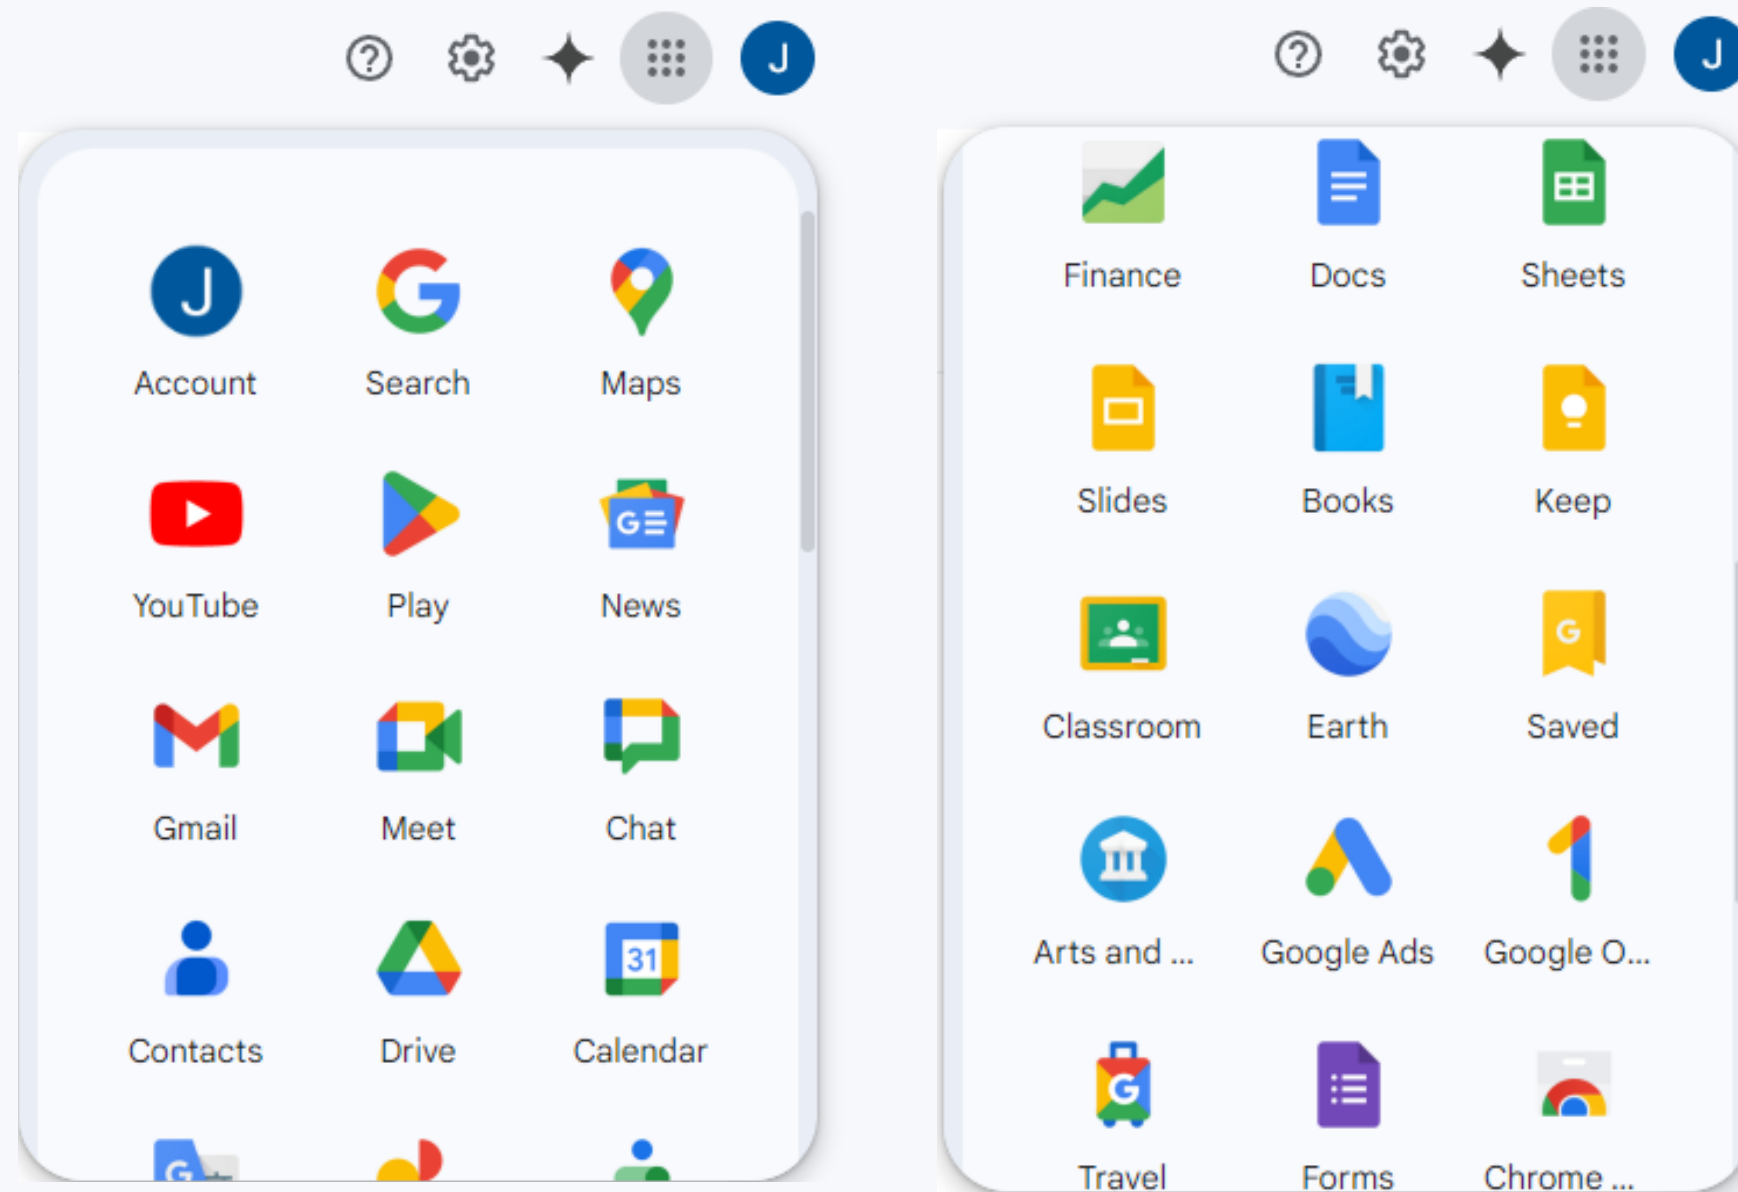 J
J
J
Account Search Maps
YouTube Play News
Gmail Meet Chat
31
Contacts Drive Calendar
G
Finance Docs Sheets
Slides Books Keep
G
Classroom Earth Saved
Arts and ... Google Ads Google O...
G
Travel Forms Chrome ...